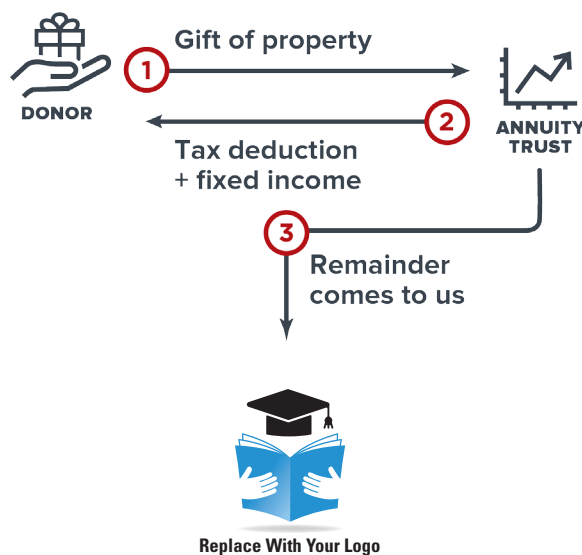 Gift of property
1
DONOR
2
ANNUITY
TRUST
Tax deduction
+ fixed income
3
Remainder
comes to us
Replace With Your Logo